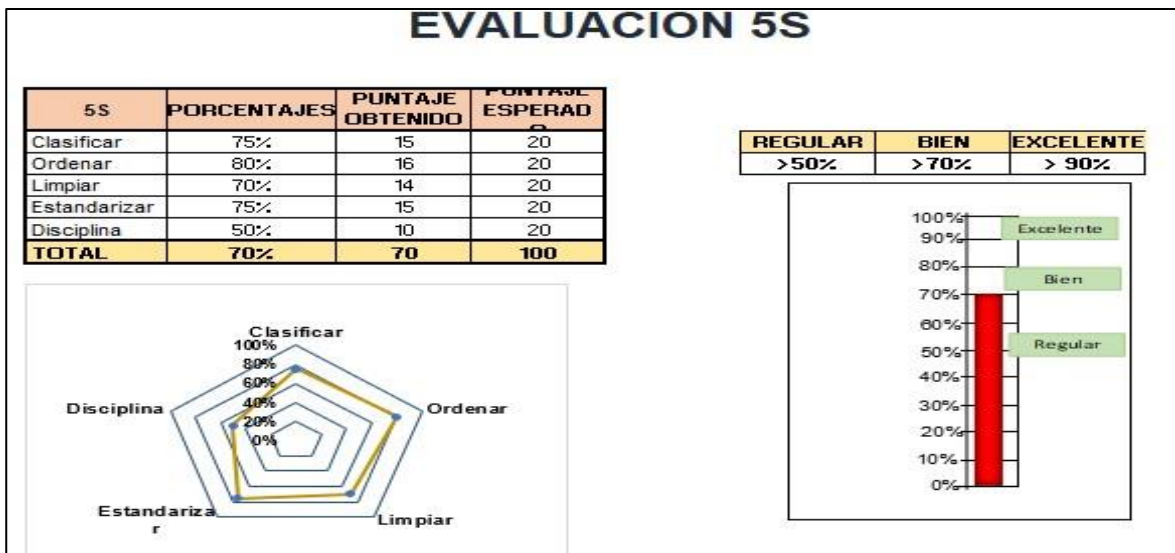 EVALUACION 5S
5S PORCENTAJES PUNTAJE OBTENIDO PUNTAJE ESPERADO
Clasificar 75% 15 20
Ordenar 80% 16 20
Limpiar 70% 14 20
Estandarizar 75% 15 20
Disciplina 50% 10 20
TOTAL 70% 70 100
REGULAR BIEN EXCELENTE
>50% >70% > 90%
Clasificar
100%
80%
60%
40%
20%
0%
Disciplina
Ordenar
Estandarizar
Limpiar
100%
90%
80%
70%
60%
50%
40%
30%
20%
10%
0%
Excelente
Bien
Regular